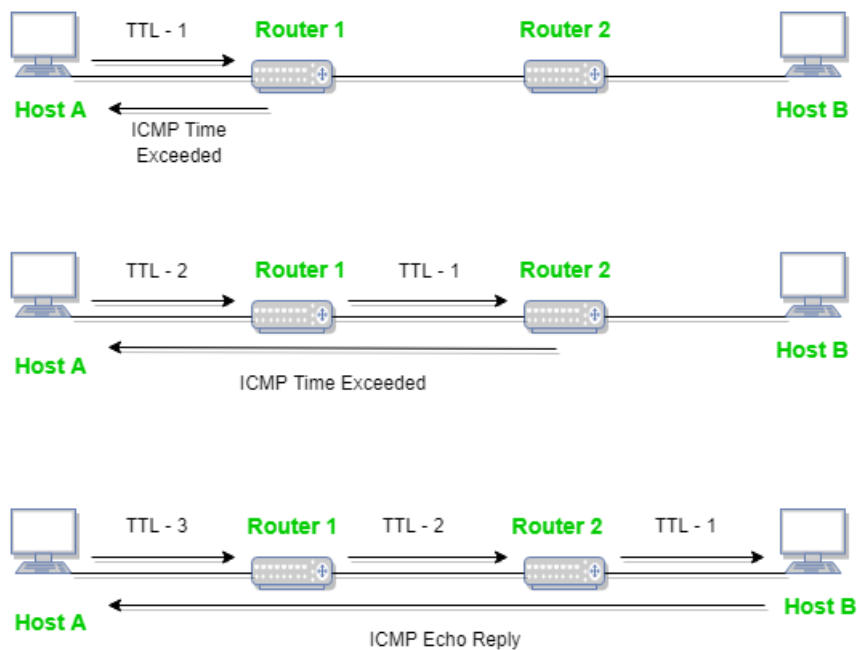 TTL - 1
Router 1
Router 2
Host A
Host B
ICMP Time
Exceeded
TTL - 2
Router 1
TTL - 1
Router 2
Host A
Host B
ICMP Time Exceeded
TTL - 3
Router 1
TTL - 2
Router 2
TTL - 1
Host A
Host B
ICMP Echo Reply